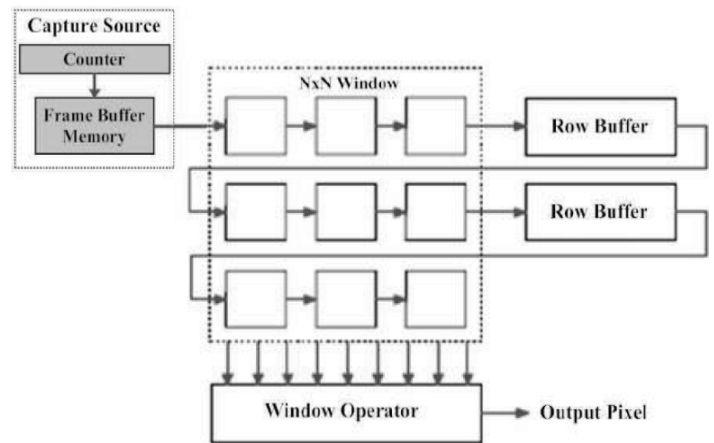 Capture Source
Counter
Frame Buffer
Memory
NxN Window
Row Buffer
Row Buffer
Window Operator
Output Pixel